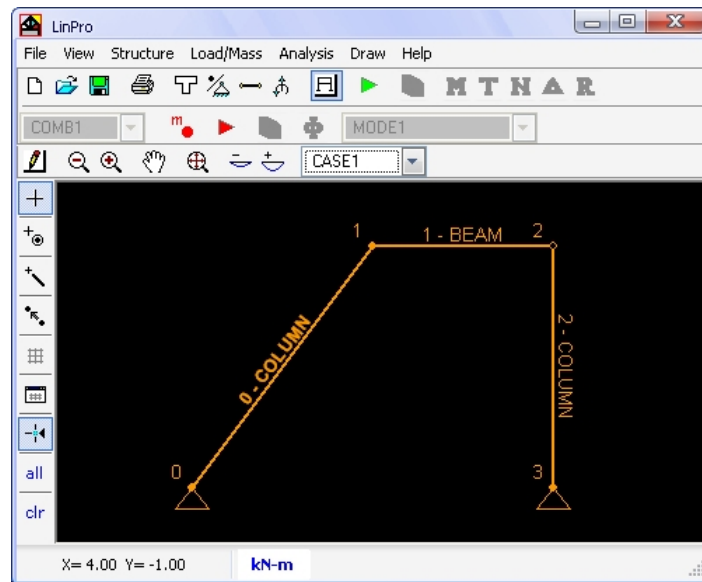 LinPro
File View Structure Load/Mass Analysis Draw Help
M T N A R
COMB1 m MODE1
CASE1
1 1 - BEAM 2
0 - COLUMN
2 - COLUMN
0 3
all
clr
X= 4.00 Y= -1.00 kN-m